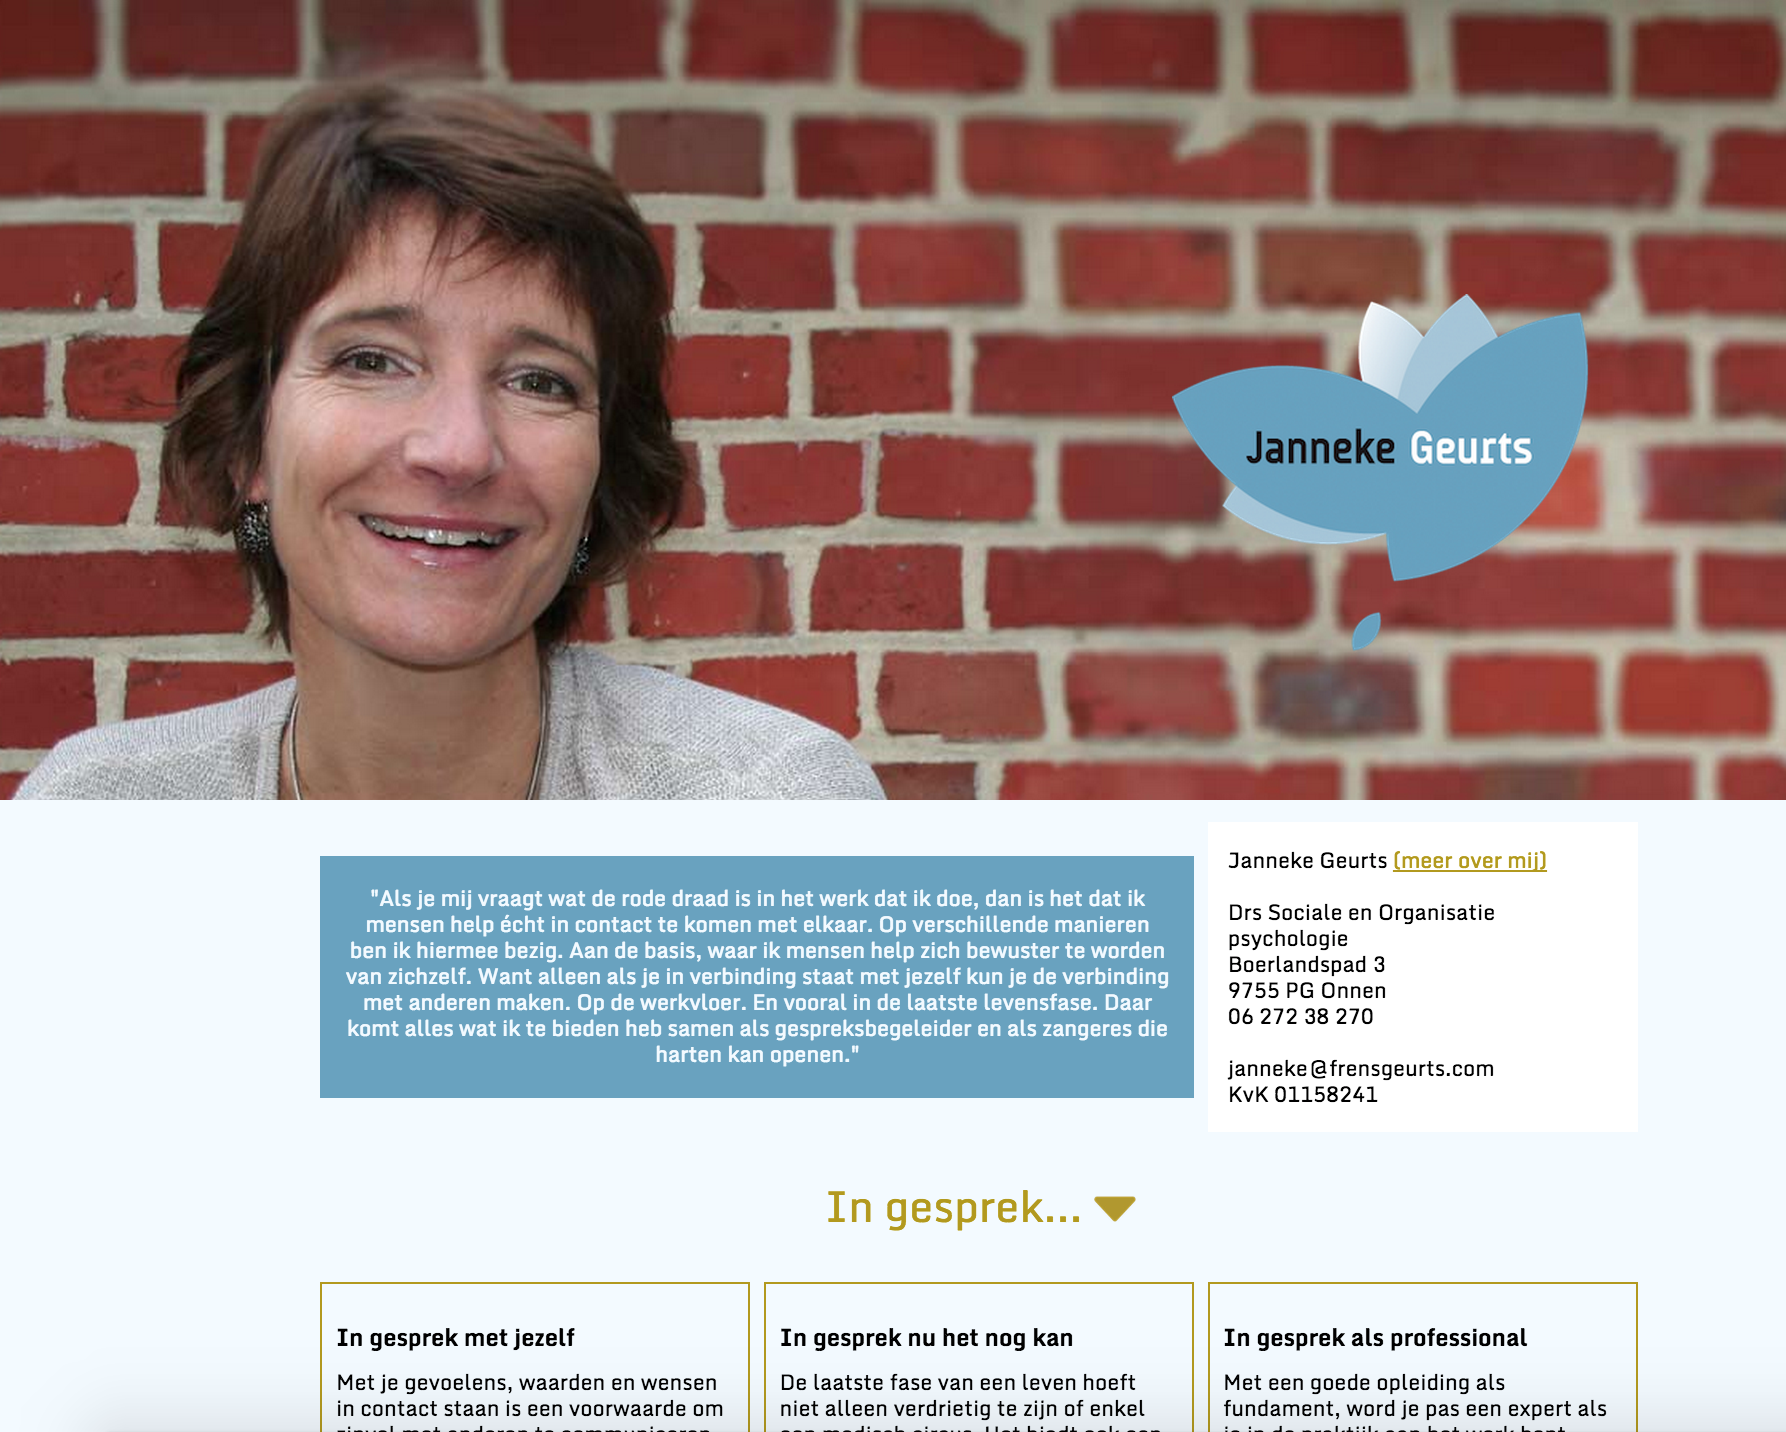 Janneke Geurts
"Als je mij vraagt wat de rode draad is in het werk dat ik doe, dan is het dat ik
mensen help écht in contact te komen met elkaar. Op verschillende manieren
ben ik hiermee bezig. Aan de basis, waar ik mensen help zich bewuster te worden
van zichzelf. Want alleen als je in verbinding staat met jezelf kun je de verbinding
met anderen maken. Op de werkvloer. En vooral in de laatste levensfase. Daar
komt alles wat ik te bieden heb samen als gespreksbegeleider en als zangeres die
harten kan openen."
Janneke Geurts (meer over mij)
Drs Sociale en Organisatie
psychologie
Boerlandspad 3
9755 PG Onnen
06 272 38 270
janneke@frensgeurts.com
KvK 01158241
In gesprek...
In gesprek met jezelf
Met je gevoelens, waarden en wensen
in contact staan is een voorwaarde om
In gesprek nu het nog kan
De laatste fase van een leven hoeft
niet alleen verdrietig te zijn of enkel
In gesprek als professional
Met een goede opleiding als
fundament, word je pas een expert als